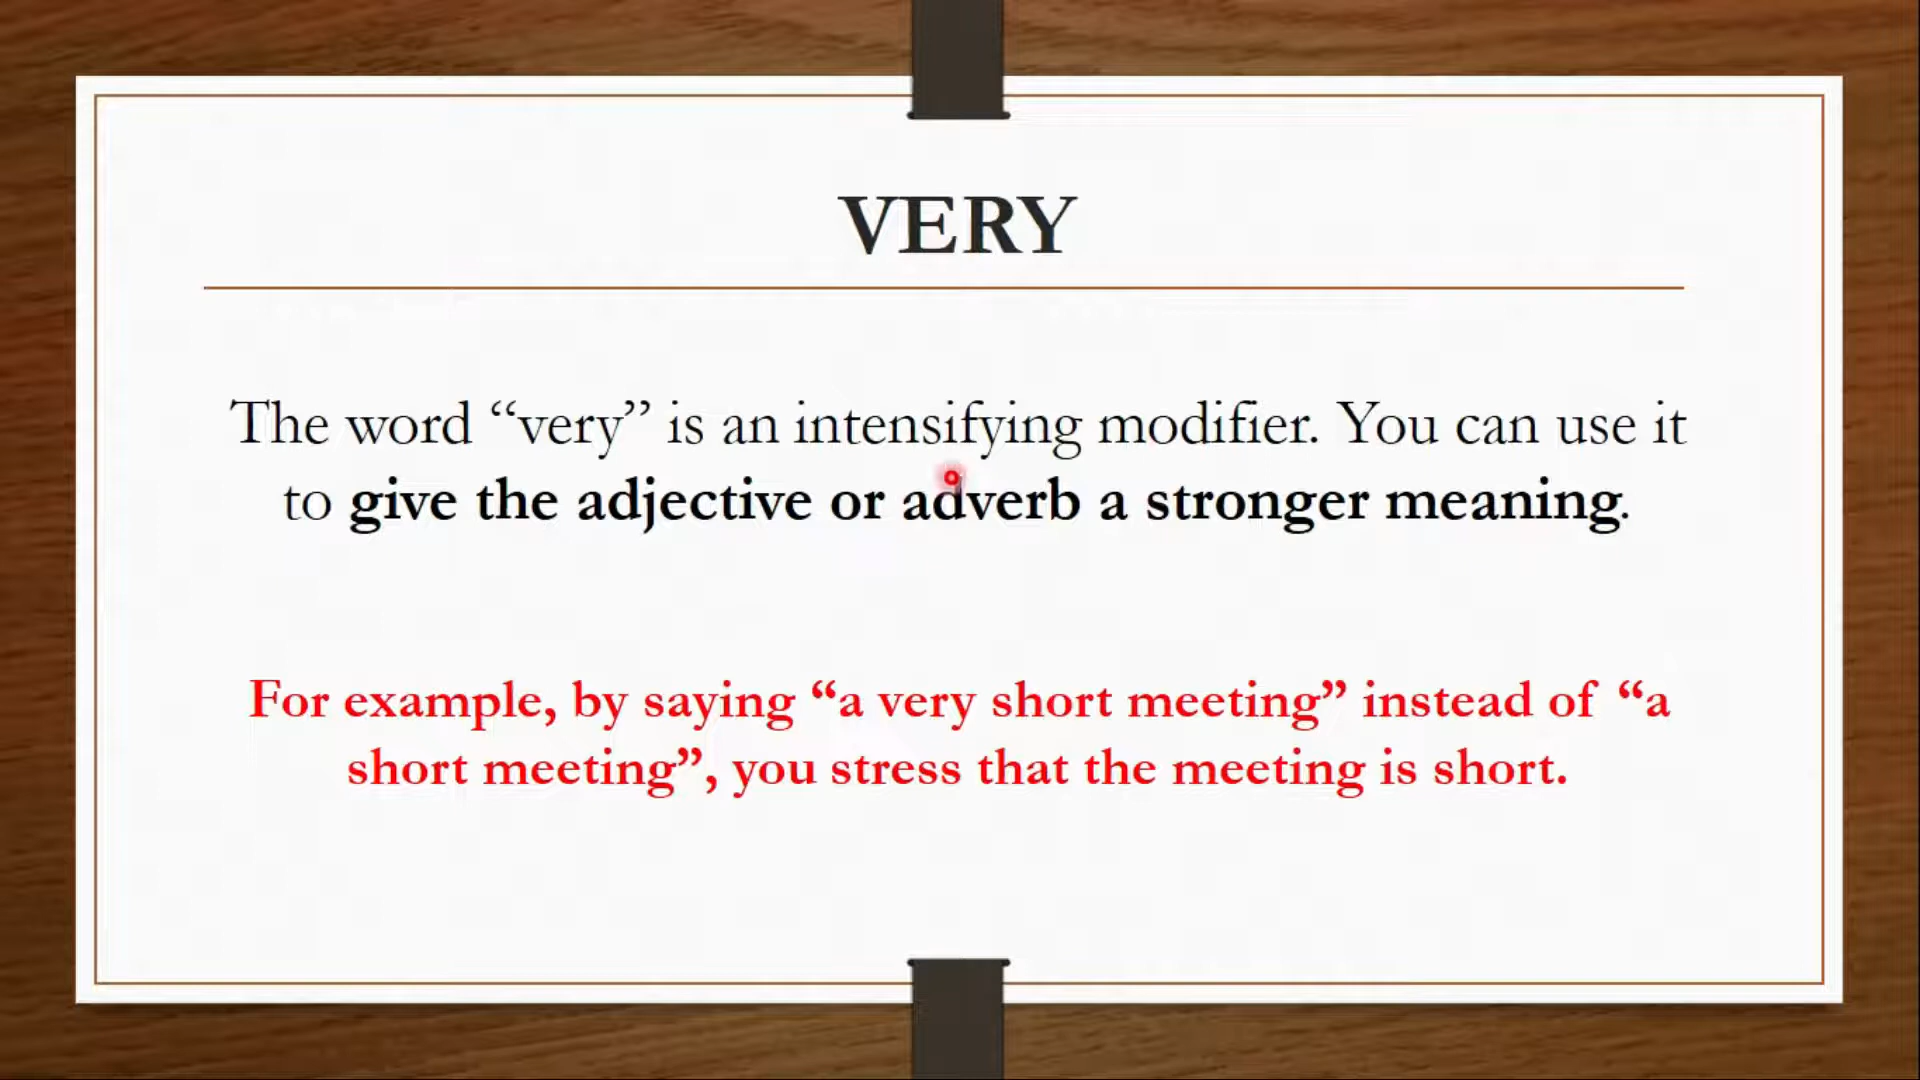 VERY
The word “very” is an intensifying modifier. You can use it
to give the adjective or adverb a stronger meaning.
For example, by saying “a very short meeting” instead of “a
short meeting”, you stress that the meeting is short.